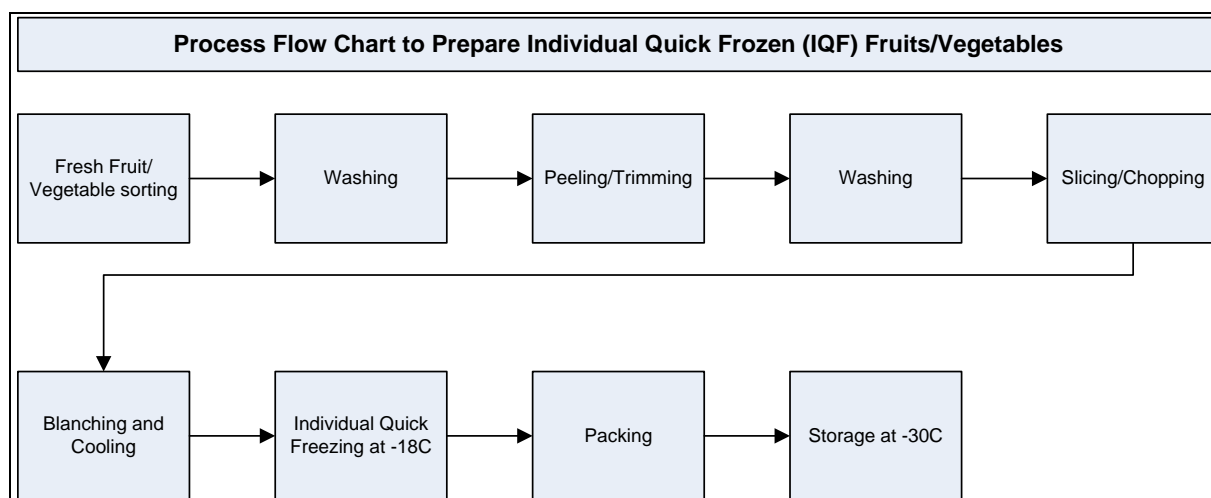 Process Flow Chart to Prepare Individual Quick Frozen (IQF) Fruits/Vegetables
Fresh Fruit/
Vegetable sorting
Washing
Peeling/Trimming
Washing
Slicing/Chopping
Blanching and
Cooling
Individual Quick
Freezing at -18C
Packing
Storage at -30C